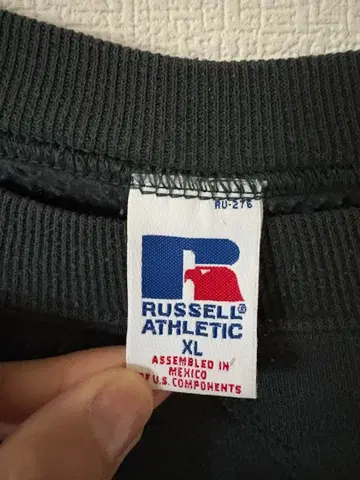 RU-276
RUSSELL®
ATHLETIC
XL
ASSEMBLED IN
MEXICO
OF U.S. COMPONENTS